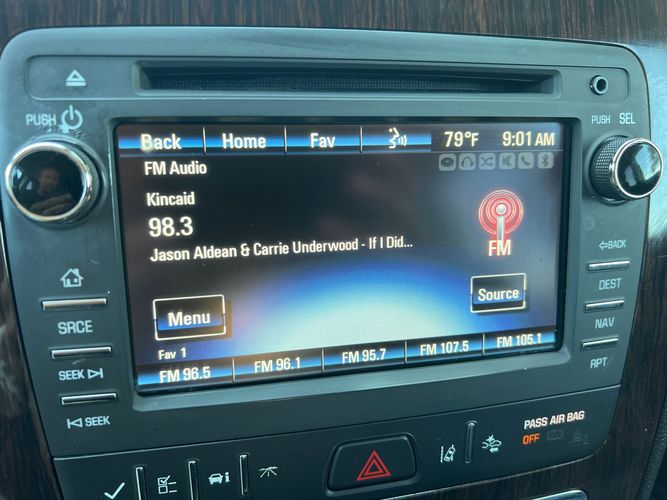 PUSH
PUSH SEL
Back Home Fav 79°F 9:01 AM
FM Audio
Kincaid
98.3
Jason Aldean & Carrie Underwood - If I Did...
FM
Menu
Source
Fav 1
FM 96.5 FM 96.1 FM 95.7 FM 107.5 FM 105.1
SRCE
SEEK
SEEK
BACK
DEST
NAV
RPT
PASS AIR BAG
OFF